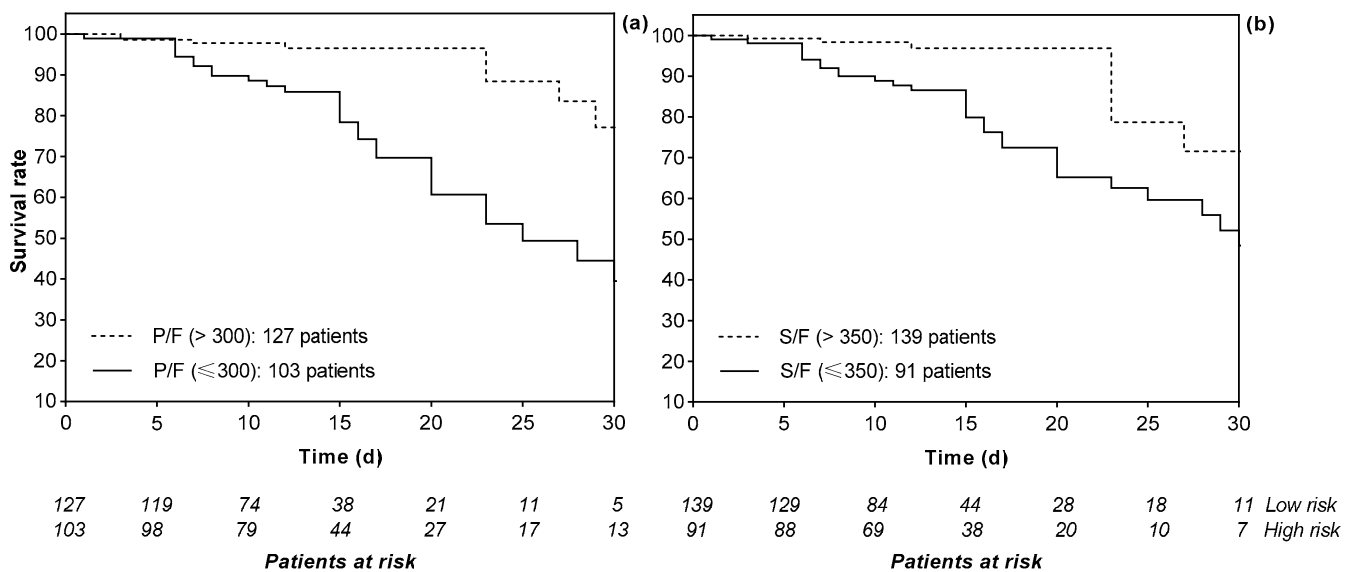 (a)
Survival rate
100
90
80
70
60
50
40
30
20
10
P/F (> 300): 127 patients
P/F (≤300): 103 patients
0 5 10 15 20 25 30
Time (d)
127 119 74 38 21 11 5
103 98 79 44 27 17 13
Patients at risk
(b)
100
90
80
70
60
50
40
30
20
10
S/F (> 350): 139 patients
S/F (≤350): 91 patients
0 5 10 15 20 25 30
Time (d)
139 129 84 44 28 18 11 Low risk
91 88 69 38 20 10 7 High risk
Patients at risk